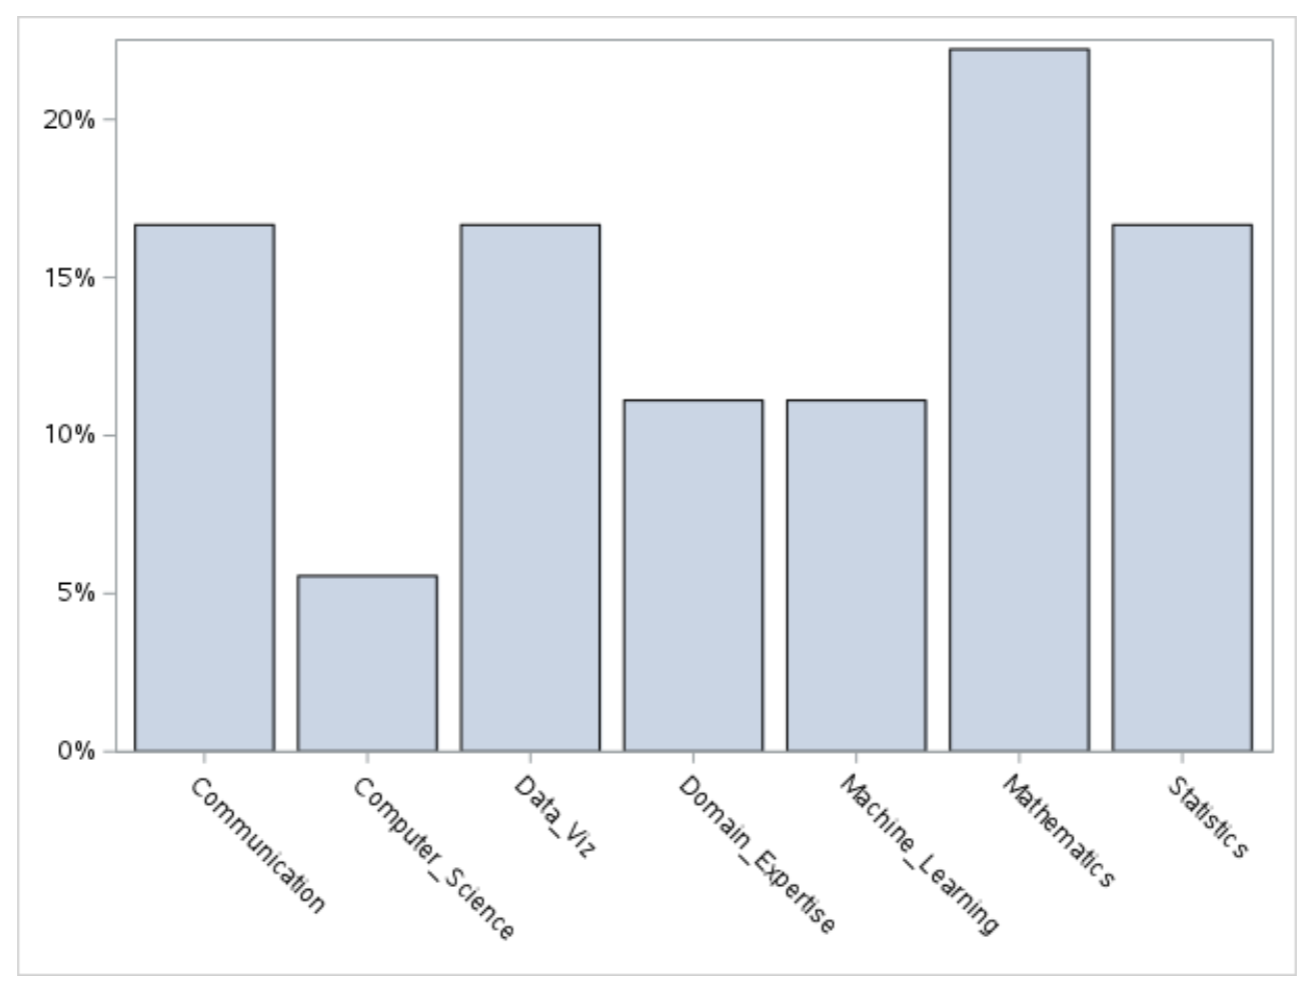 20%
15%
10%
5%
0%
Communication
Computer_Science
Data_Viz
Domain_Expertise
Machine_Learning
Mathematics
Statistics